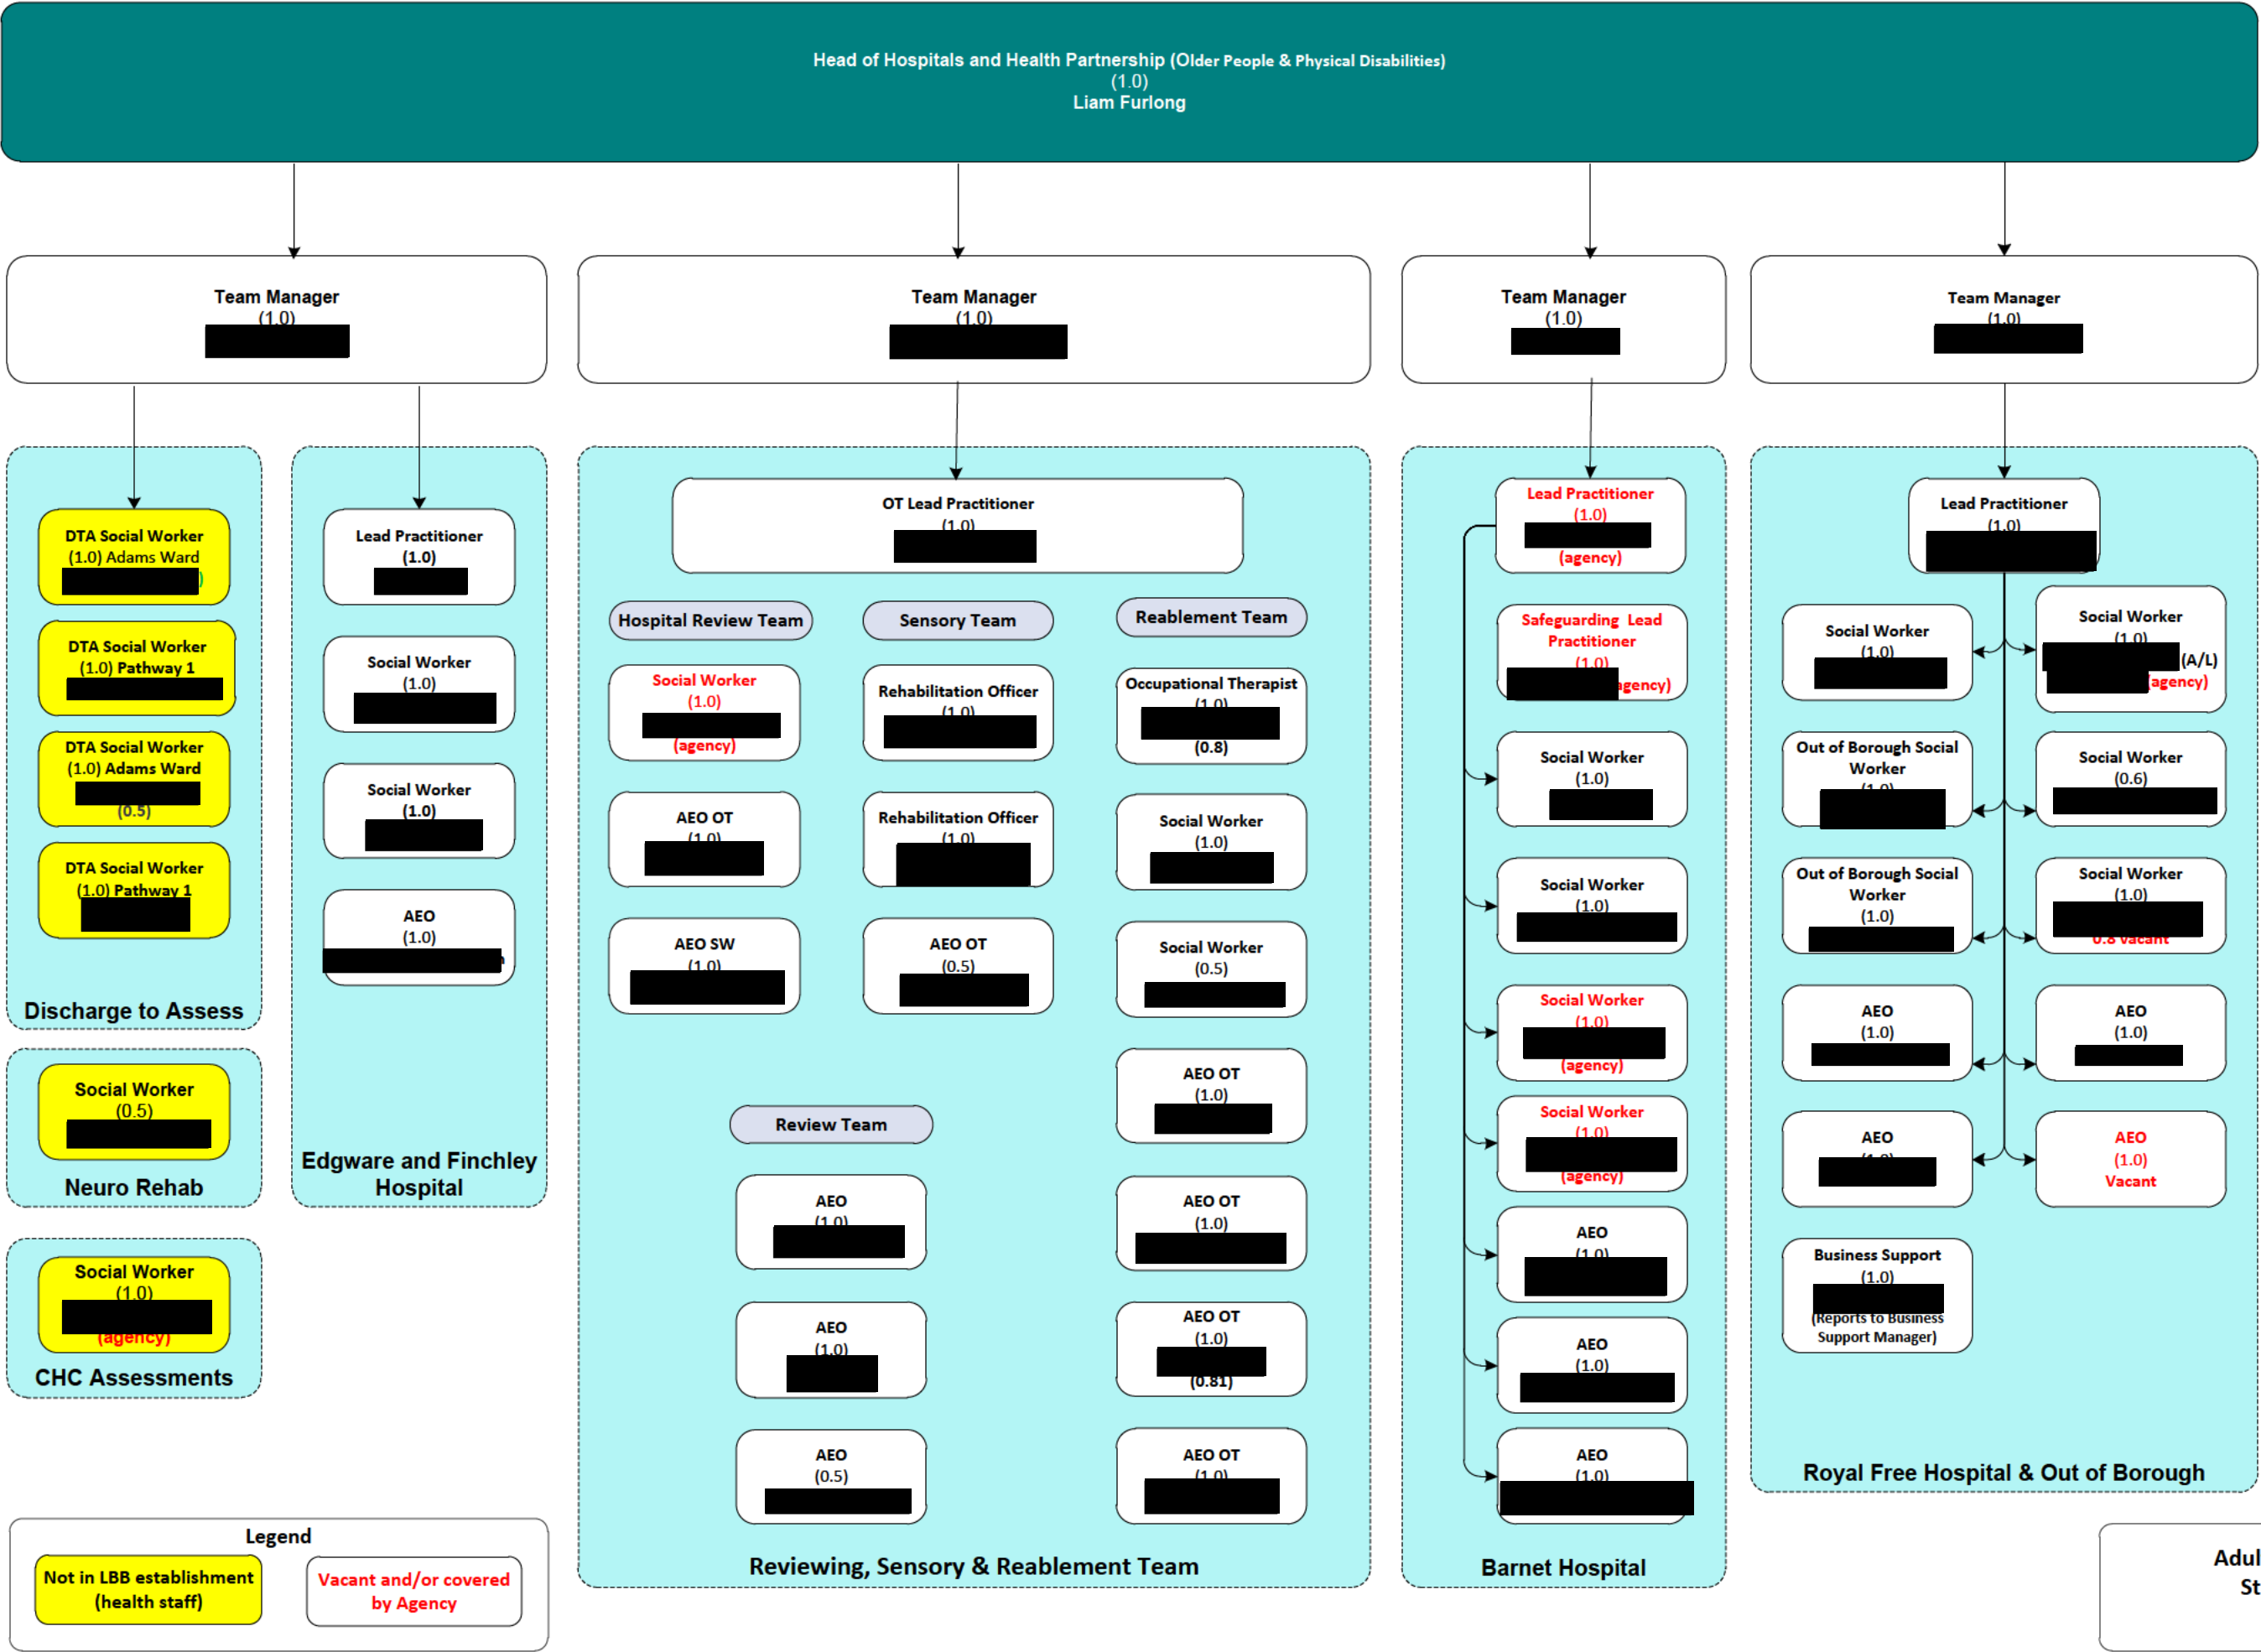 Head of Hospitals and Health Partnership (Older People & Physical Disabilities)
(1.0)
Liam Furlong
Team Manager
(1.0)
Team Manager
(1.0)
Team Manager
(1.0)
Team Manager
(1.0)
DTA Social Worker
(1.0) Adams Ward
)
DTA Social Worker
(1.0) Pathway 1
DTA Social Worker
(1.0) Adams Ward
(0.5)
DTA Social Worker
(1.0) Pathway 1
Discharge to Assess
Social Worker
(0.5)
Neuro Rehab
Social Worker
(1.0)
(agency)
CHC Assessments
Lead Practitioner
(1.0)
Social Worker
(1.0)
Social Worker
(1.0)
AEO
(1.0)
Edgware and Finchley
Hospital
OT Lead Practitioner
(1.0)
Hospital Review Team
Social Worker
(1.0)
(agency)
AEO OT
(1.0)
AEO SW
(1.0)
Sensory Team
Rehabilitation Officer
(1.0)
Rehabilitation Officer
(1.0)
AEO OT
(0.5)
Reablement Team
Occupational Therapist
(1.0)
(0.8)
Social Worker
(1.0)
Social Worker
(0.5)
AEO OT
(1.0)
AEO OT
(1.0)
AEO OT
(1.0)
(0.81)
AEO OT
(1.0)
Review Team
AEO
(1.0)
AEO
(1.0)
AEO
(0.5)
Reviewing, Sensory & Reablement Team
Lead Practitioner
(1.0)
(agency)
Safeguarding Lead
Practitioner
(1.0)
agency)
Social Worker
(1.0)
Social Worker
(1.0)
Social Worker
(1.0)
(agency)
Social Worker
(1.0)
(agency)
AEO
(1.0)
AEO
(1.0)
AEO
(1.0)
Barnet Hospital
Lead Practitioner
(1.0)
Social Worker
(1.0)
Social Worker
(1.0)
(A/L)
(agency)
Out of Borough Social
Worker
(1.0)
Social Worker
(0.6)
Out of Borough Social
Worker
(1.0)
Social Worker
(1.0)
0.8 vacant
AEO
(1.0)
AEO
(1.0)
AEO
(1.0)
AEO
(1.0)
Vacant
Business Support
(1.0)
(Reports to Business
Support Manager)
Royal Free Hospital & Out of Borough
Legend
Not in LBB establishment
(health staff)
Vacant and/or covered
by Agency
Adul
St